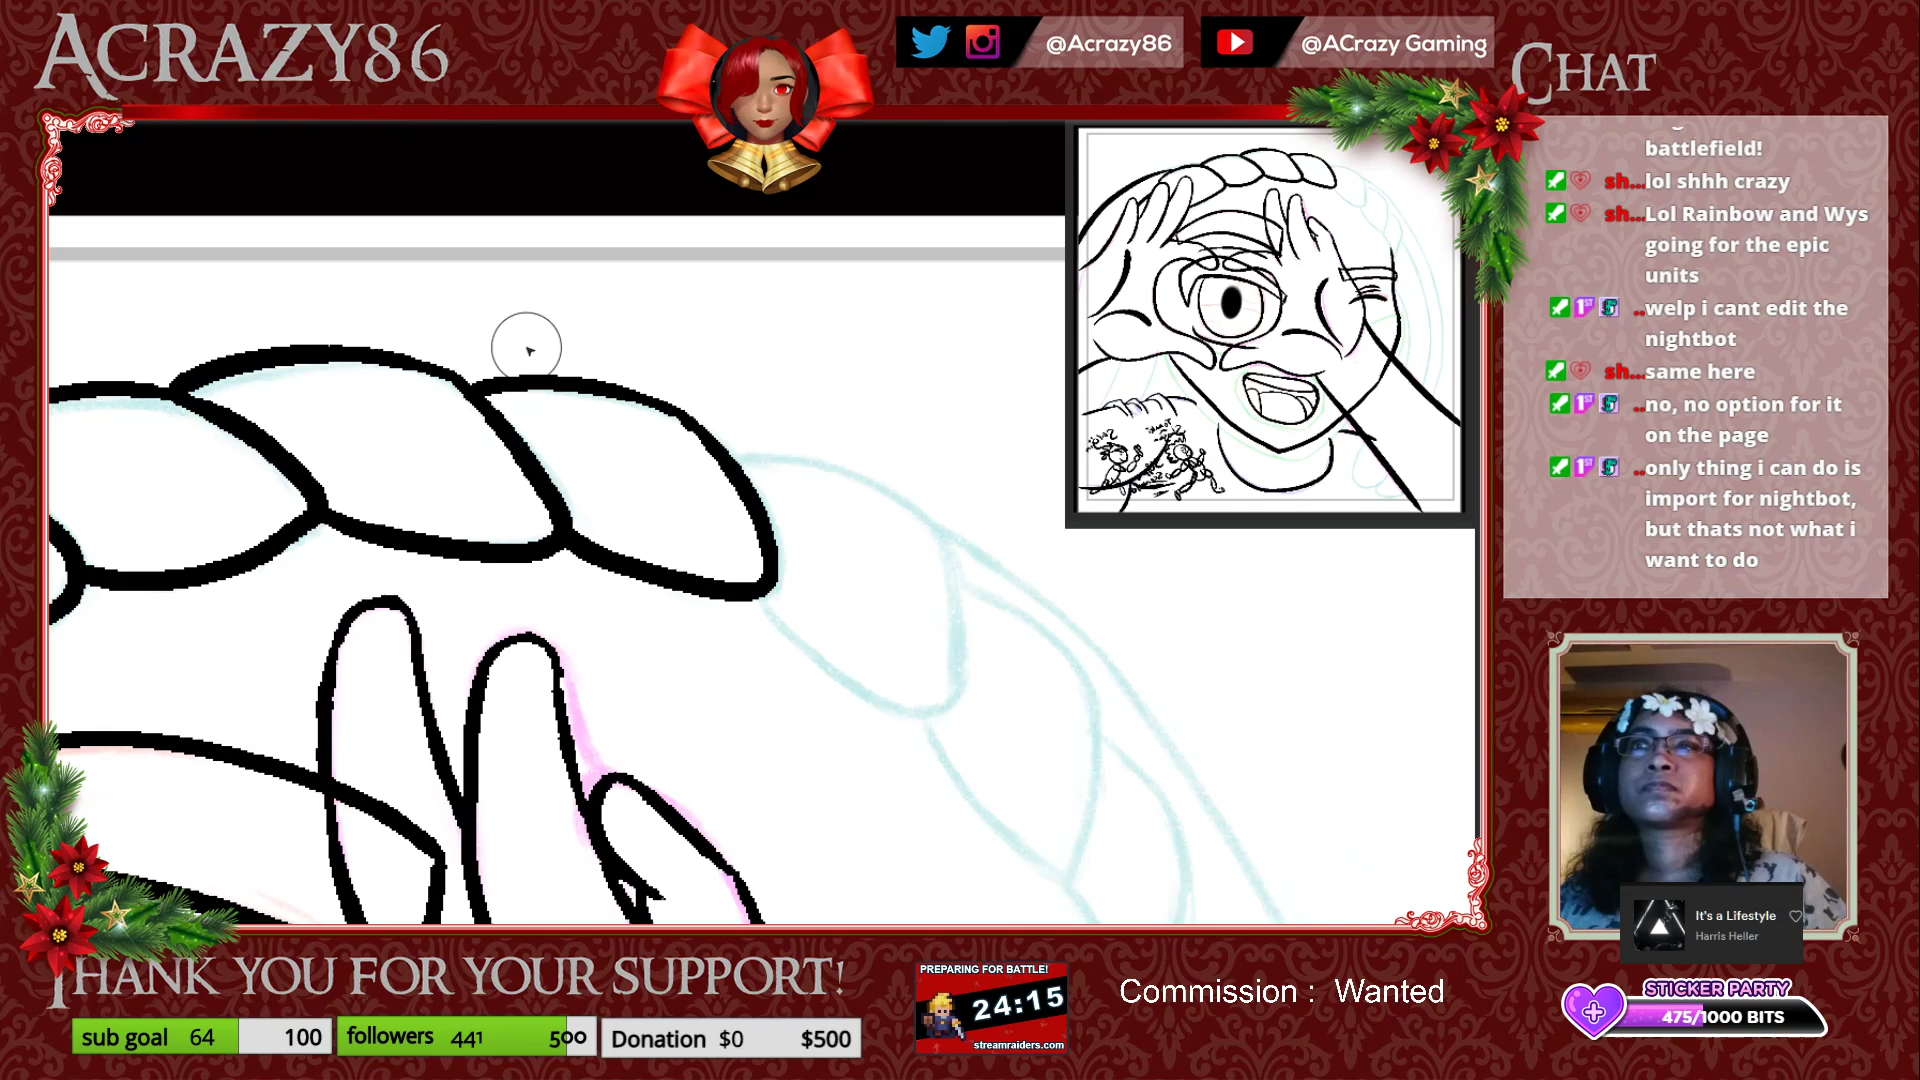 ACRAZY86
@Acrazy86
@ACrazy Gaming
CHAT
battlefield!
sh...lol shhh crazy
sh...Lol Rainbow and Wys
going for the epic
units
..welp i cant edit the
nightbot
sh...same here
..no, no option for it
on the page
..only thing i can do is
import for nightbot,
but thats not what i
want to do
It's a Lifestyle
Harris Heller
THANK YOU FOR YOUR SUPPORT!
sub goal 64 100
followers 441 500
Donation $0 $500
PREPARING FOR BATTLE!
24:15
streamraiders.com
Commission : Wanted
STICKER PARTY
475/1000 BITS